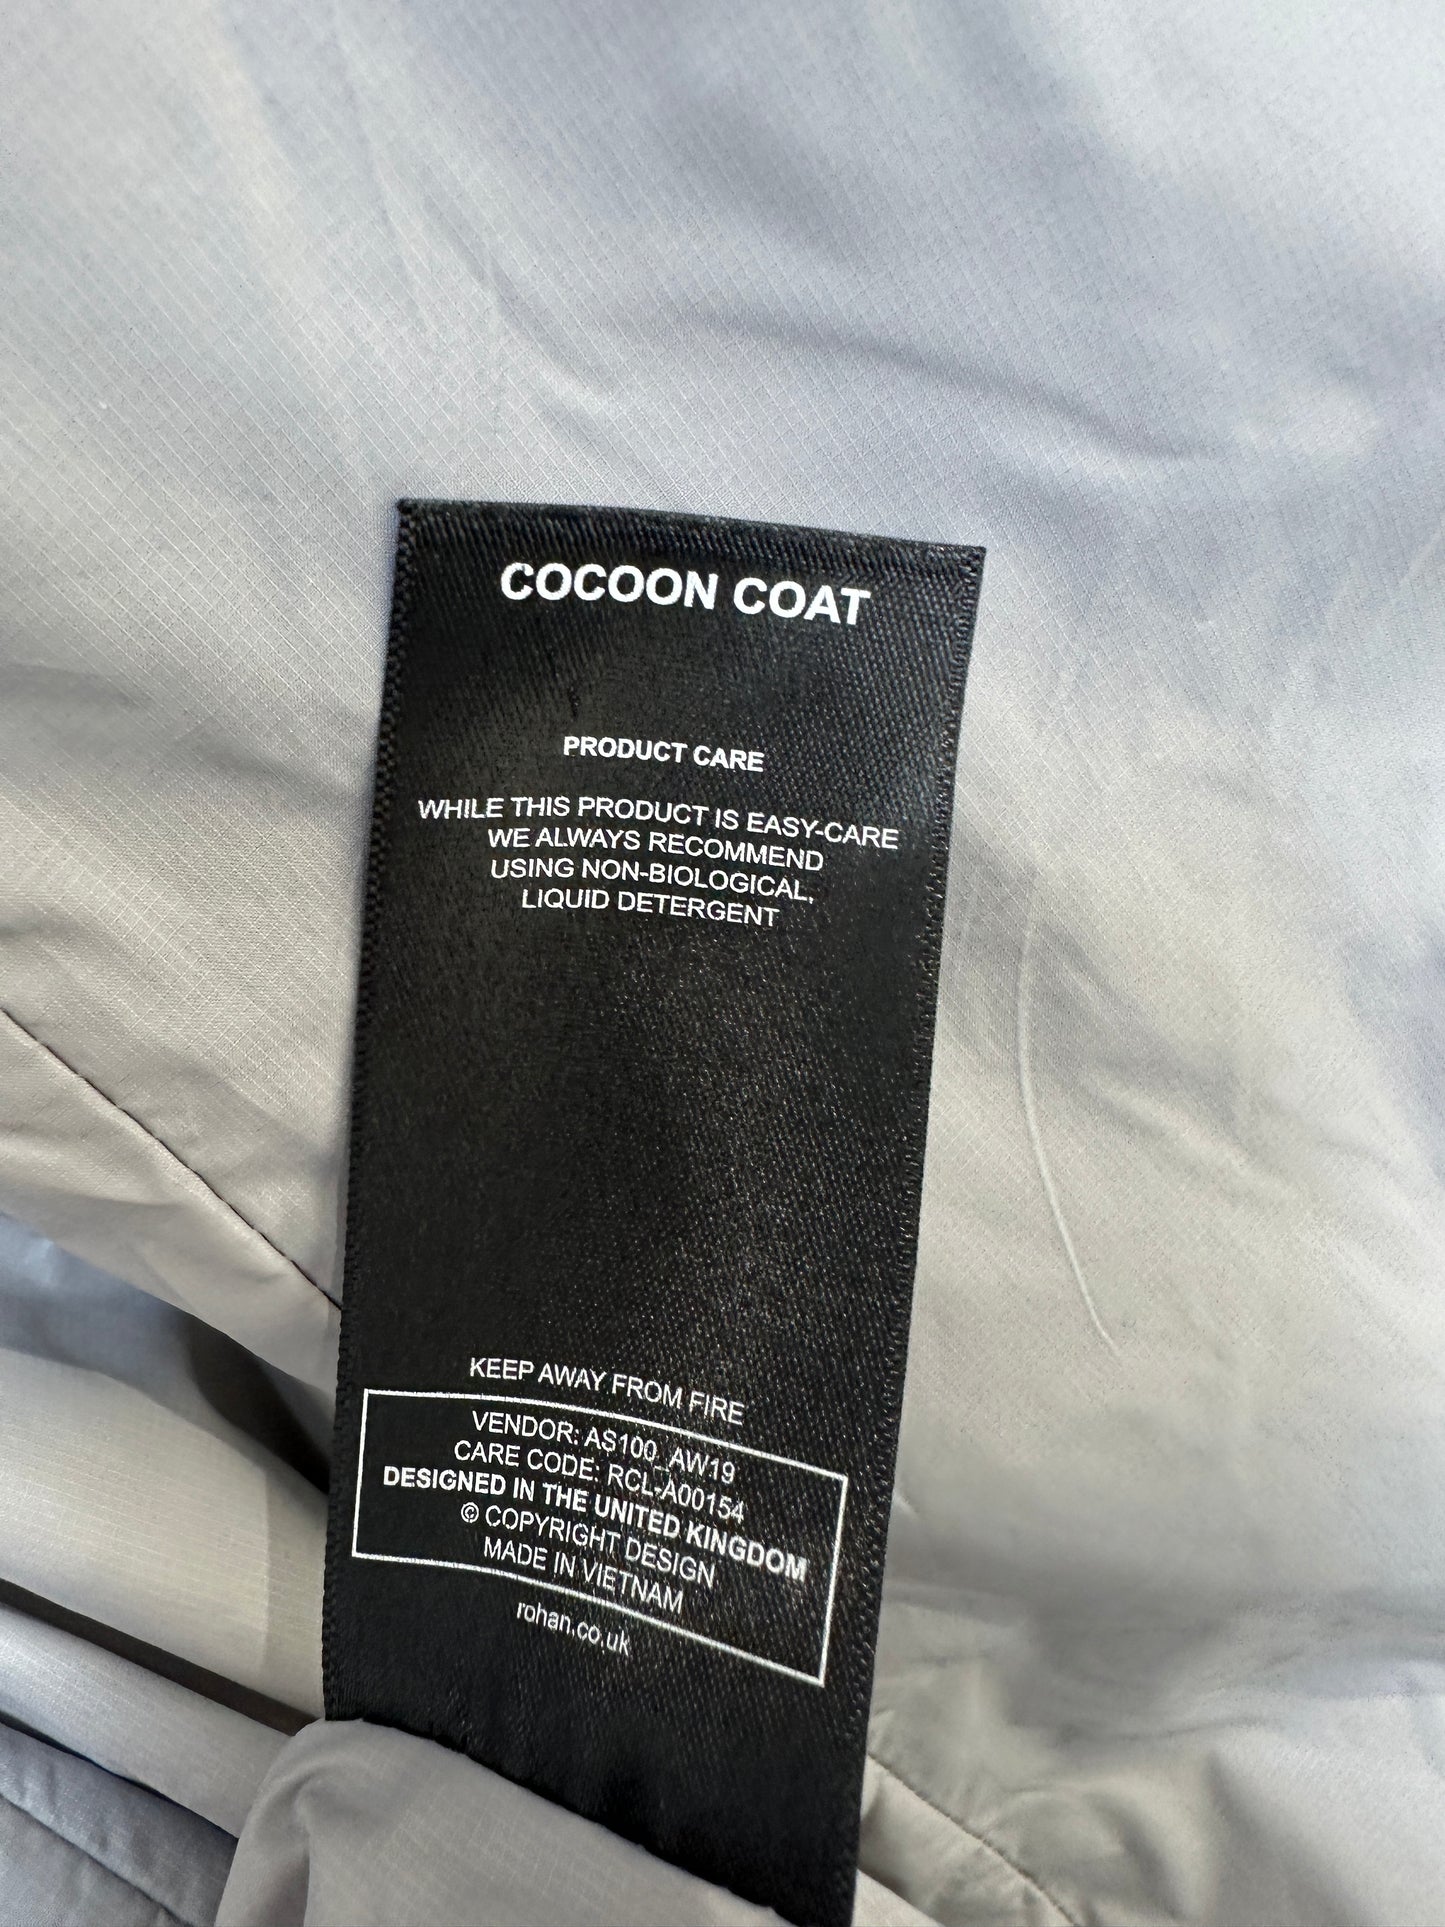 COCOON COAT
PRODUCT CARE
WHILE THIS PRODUCT IS EASY-CARE
WE ALWAYS RECOMMEND
USING NON-BIOLOGICAL,
LIQUID DETERGENT
KEEP AWAY FROM FIRE
VENDOR: AS100_AW19
CARE CODE: RCL-A00154
DESIGNED IN THE UNITED KINGDOM
© COPYRIGHT DESIGN
MADE IN VIETNAM
rohan.co.uk